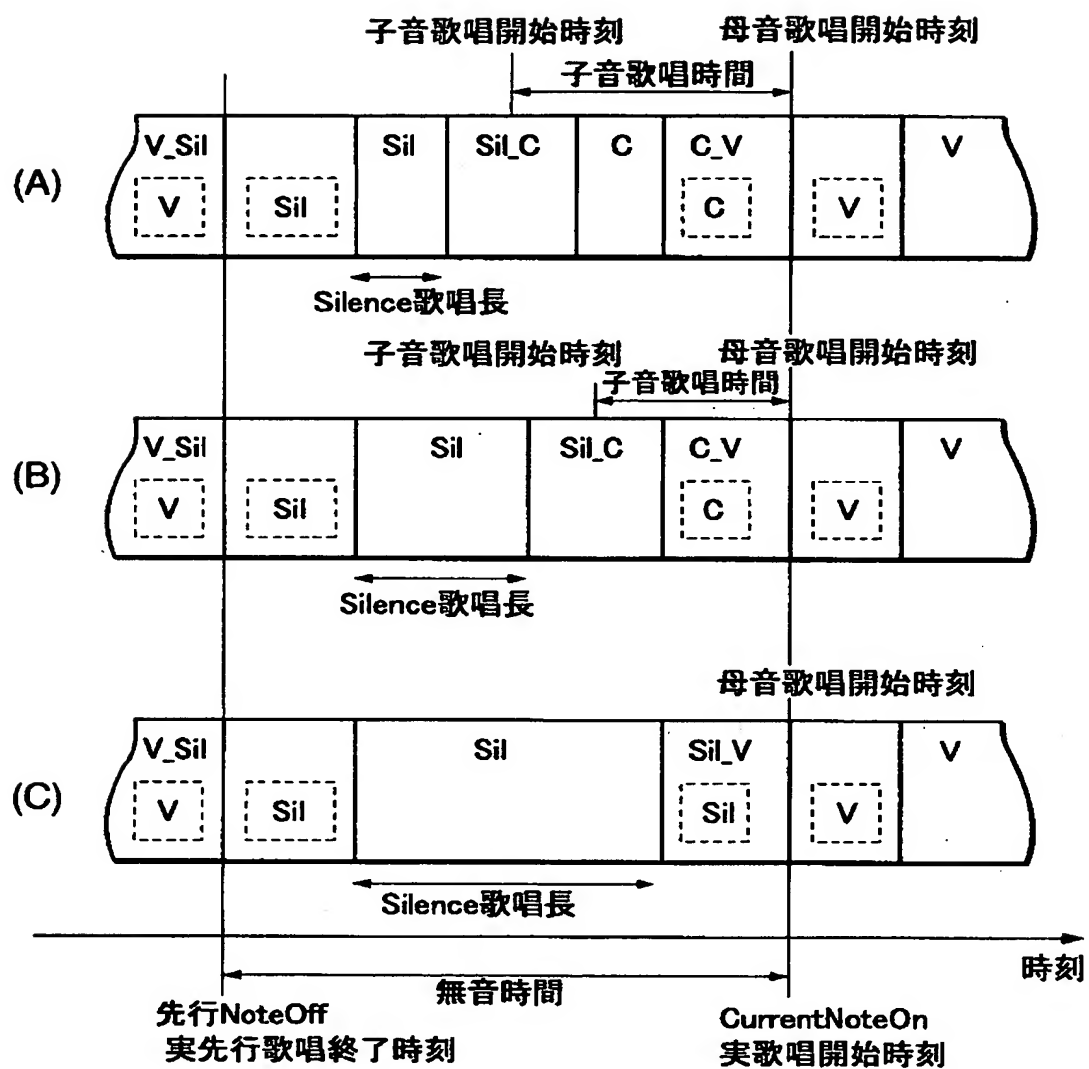 子音歌唱開始時刻 母音歌唱開始時刻
子音歌唱時間
V_Sil Sil Sil_C C C_V V
(A)
V Sil C V
Silence歌唱長
子音歌唱開始時刻 母音歌唱開始時刻
子音歌唱時間
V_Sil Sil Sil_C C_V V
(B)
V Sil C V
Silence歌唱長
母音歌唱開始時刻
V_Sil Sil Sil_V V
(C)
V Sil Sil V
Silence歌唱長
時刻
無音時間
先行NoteOff CurrentNoteOn
実先行歌唱終了時刻 実歌唱開始時刻